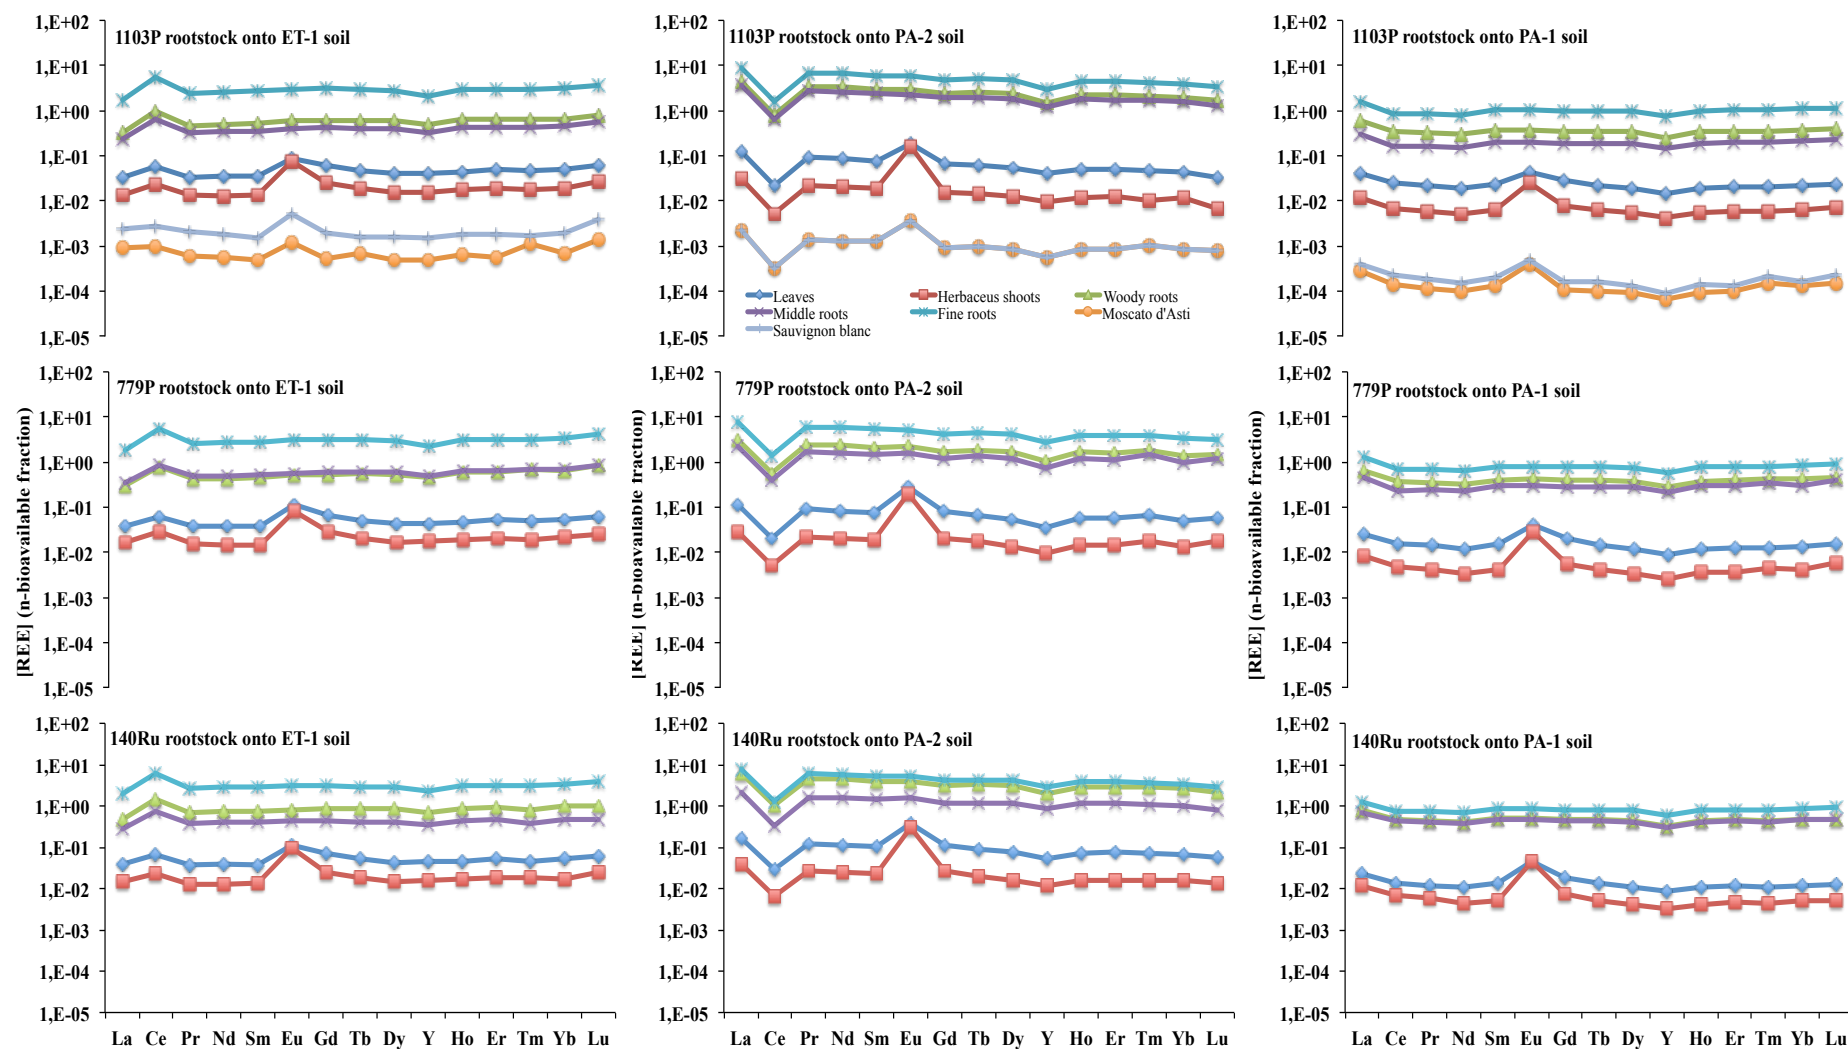 1103P rootstock onto ET-1 soil
1,E+02
1,E+01
1,E+00
1,E-01
1,E-02
1,E-03
1,E-04
1,E-05
1103P rootstock onto PA-2 soil
1,E+02
1,E+01
1,E+00
1,E-01
1,E-02
1,E-03
1,E-04
1,E-05
Leaves
Herbaceus shoots
Woody roots
Middle roots
Fine roots
Moscato d'Asti
Sauvignon blanc
1103P rootstock onto PA-1 soil
1,E+02
1,E+01
1,E+00
1,E-01
1,E-02
1,E-03
1,E-04
1,E-05
779P rootstock onto ET-1 soil
[REE] (n-bioavailable fraction)
1,E+02
1,E+01
1,E+00
1,E-01
1,E-02
1,E-03
1,E-04
1,E-05
779P rootstock onto PA-2 soil
[REE] (n-bioavailable fraction)
1,E+02
1,E+01
1,E+00
1,E-01
1,E-02
1,E-03
1,E-04
1,E-05
779P rootstock onto PA-1 soil
[REE] (n-bioavailable fraction)
1,E+02
1,E+01
1,E+00
1,E-01
1,E-02
1,E-03
1,E-04
1,E-05
140Ru rootstock onto ET-1 soil
1,E+02
1,E+01
1,E+00
1,E-01
1,E-02
1,E-03
1,E-04
1,E-05
La Ce Pr Nd Sm Eu Gd Tb Dy Y Ho Er Tm Yb Lu
140Ru rootstock onto PA-2 soil
1,E+02
1,E+01
1,E+00
1,E-01
1,E-02
1,E-03
1,E-04
1,E-05
La Ce Pr Nd Sm Eu Gd Tb Dy Y Ho Er Tm Yb Lu
140Ru rootstock onto PA-1 soil
1,E+02
1,E+01
1,E+00
1,E-01
1,E-02
1,E-03
1,E-04
1,E-05
La Ce Pr Nd Sm Eu Gd Tb Dy Y Ho Er Tm Yb Lu